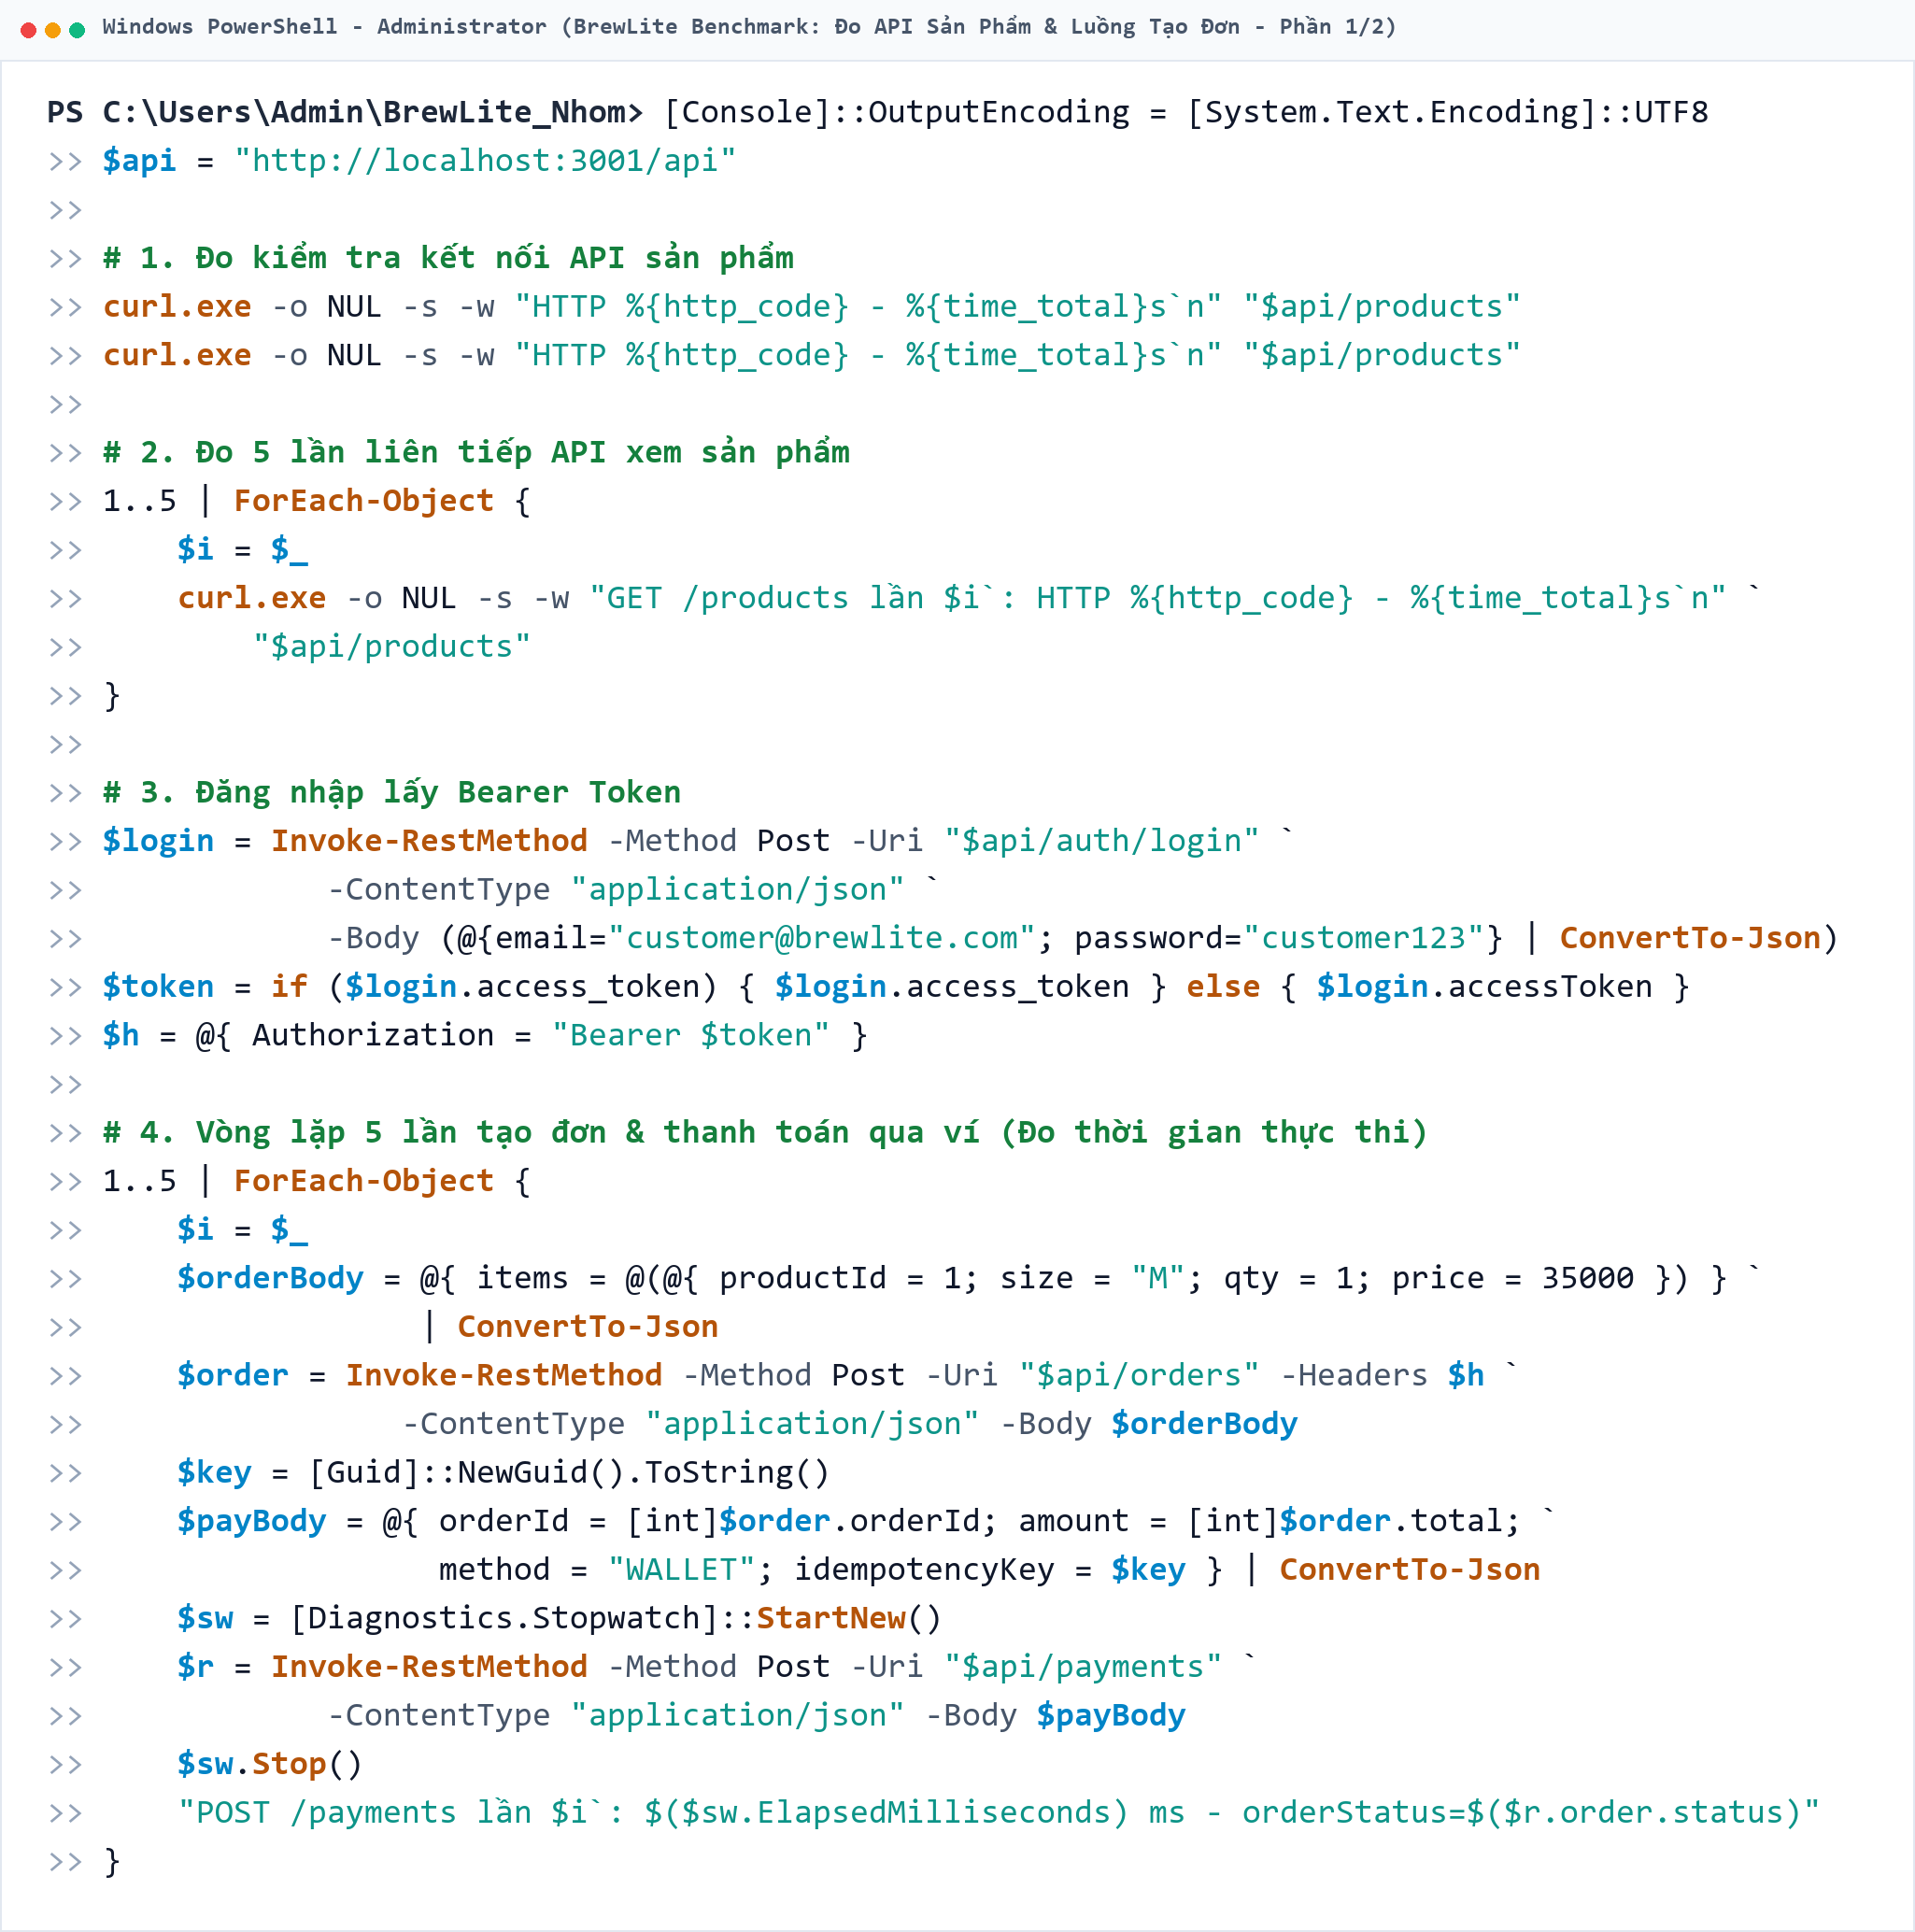 Windows PowerShell - Administrator (BrewLite Benchmark: Đo API Sản Phẩm & Luồng Tạo Đơn - Phần 1/2)
PS C:\Users\Admin\BrewLite_Nhom> [Console]::OutputEncoding = [System.Text.Encoding]::UTF8
>> $api = "http://localhost:3001/api"
>>
>> # 1. Đo kiểm tra kết nối API sản phẩm
>> curl.exe -o NUL -s -w "HTTP %{http_code} - %{time_total}s`n" "$api/products"
>> curl.exe -o NUL -s -w "HTTP %{http_code} - %{time_total}s`n" "$api/products"
>>
>> # 2. Đo 5 lần liên tiếp API xem sản phẩm
>> 1..5 | ForEach-Object {
>>     $i = $_
>>     curl.exe -o NUL -s -w "GET /products lần $i`: HTTP %{http_code} - %{time_total}s`n" `
>>         "$api/products"
>> }
>>
>> # 3. Đăng nhập lấy Bearer Token
>> $login = Invoke-RestMethod -Method Post -Uri "$api/auth/login" `
>>             -ContentType "application/json" `
>>             -Body (@{email="customer@brewlite.com"; password="customer123"} | ConvertTo-Json)
>> $token = if ($login.access_token) { $login.access_token } else { $login.accessToken }
>> $h = @{ Authorization = "Bearer $token" }
>>
>> # 4. Vòng lặp 5 lần tạo đơn & thanh toán qua ví (Đo thời gian thực thi)
>> 1..5 | ForEach-Object {
>>     $i = $_
>>     $orderBody = @{ items = @(@{ productId = 1; size = "M"; qty = 1; price = 35000 }) } `
>>                  | ConvertTo-Json
>>     $order = Invoke-RestMethod -Method Post -Uri "$api/orders" -Headers $h `
>>                 -ContentType "application/json" -Body $orderBody
>>     $key = [Guid]::NewGuid().ToString()
>>     $payBody = @{ orderId = [int]$order.orderId; amount = [int]$order.total; `
>>                   method = "WALLET"; idempotencyKey = $key } | ConvertTo-Json
>>     $sw = [Diagnostics.Stopwatch]::StartNew()
>>     $r = Invoke-RestMethod -Method Post -Uri "$api/payments" `
>>             -ContentType "application/json" -Body $payBody
>>     $sw.Stop()
>>     "POST /payments lần $i`: $($sw.ElapsedMilliseconds) ms - orderStatus=$($r.order.status)"
>> }